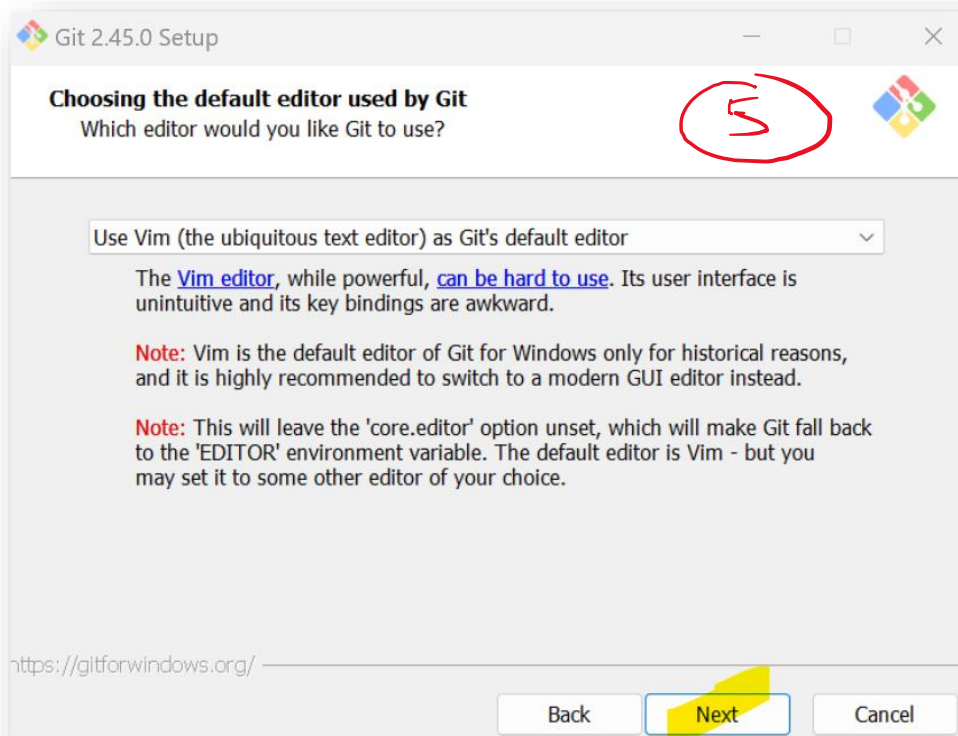 Git 2.45.0 Setup
Choosing the default editor used by Git
Which editor would you like Git to use?
5
Use Vim (the ubiquitous text editor) as Git's default editor
The Vim editor, while powerful, can be hard to use. Its user interface is
unintuitive and its key bindings are awkward.
Note: Vim is the default editor of Git for Windows only for historical reasons,
and it is highly recommended to switch to a modern GUI editor instead.
Note: This will leave the 'core.editor' option unset, which will make Git fall back
to the 'EDITOR' environment variable. The default editor is Vim - but you
may set it to some other editor of your choice.
https://gitforwindows.org/
Back Next Cancel